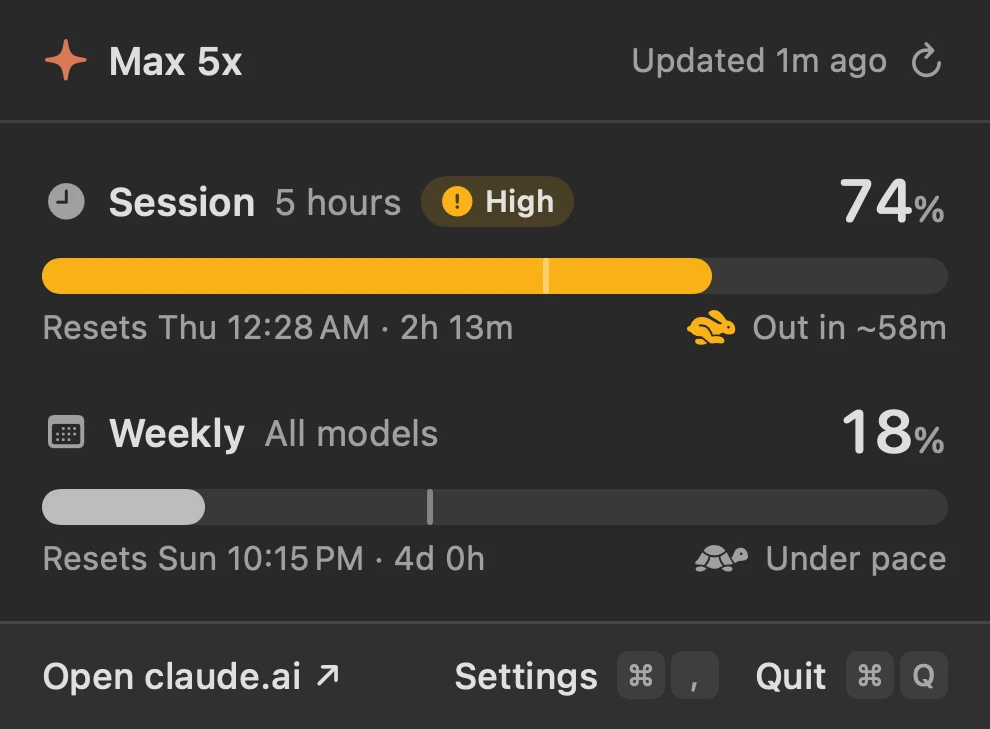 Max 5x Updated 1m ago
Session 5 hours High 74%
Resets Thu 12:28 AM · 2h 13m Out in ~58m
Weekly All models 18%
Resets Sun 10:15 PM · 4d 0h Under pace
Open claude.ai ↗ Settings ⌘ , Quit ⌘ Q